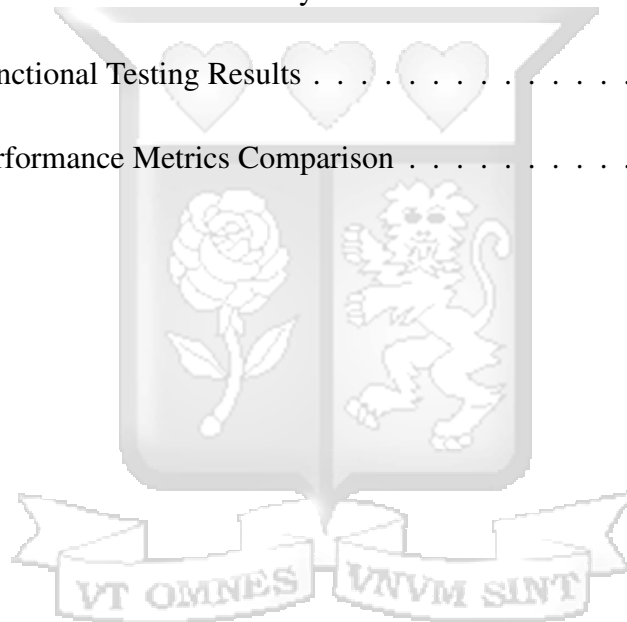 nctional Testing Results . . . . . . . . . . . . . .
rformance Metrics Comparison . . . . . . . . . .
VT OMNES VNVM SINT